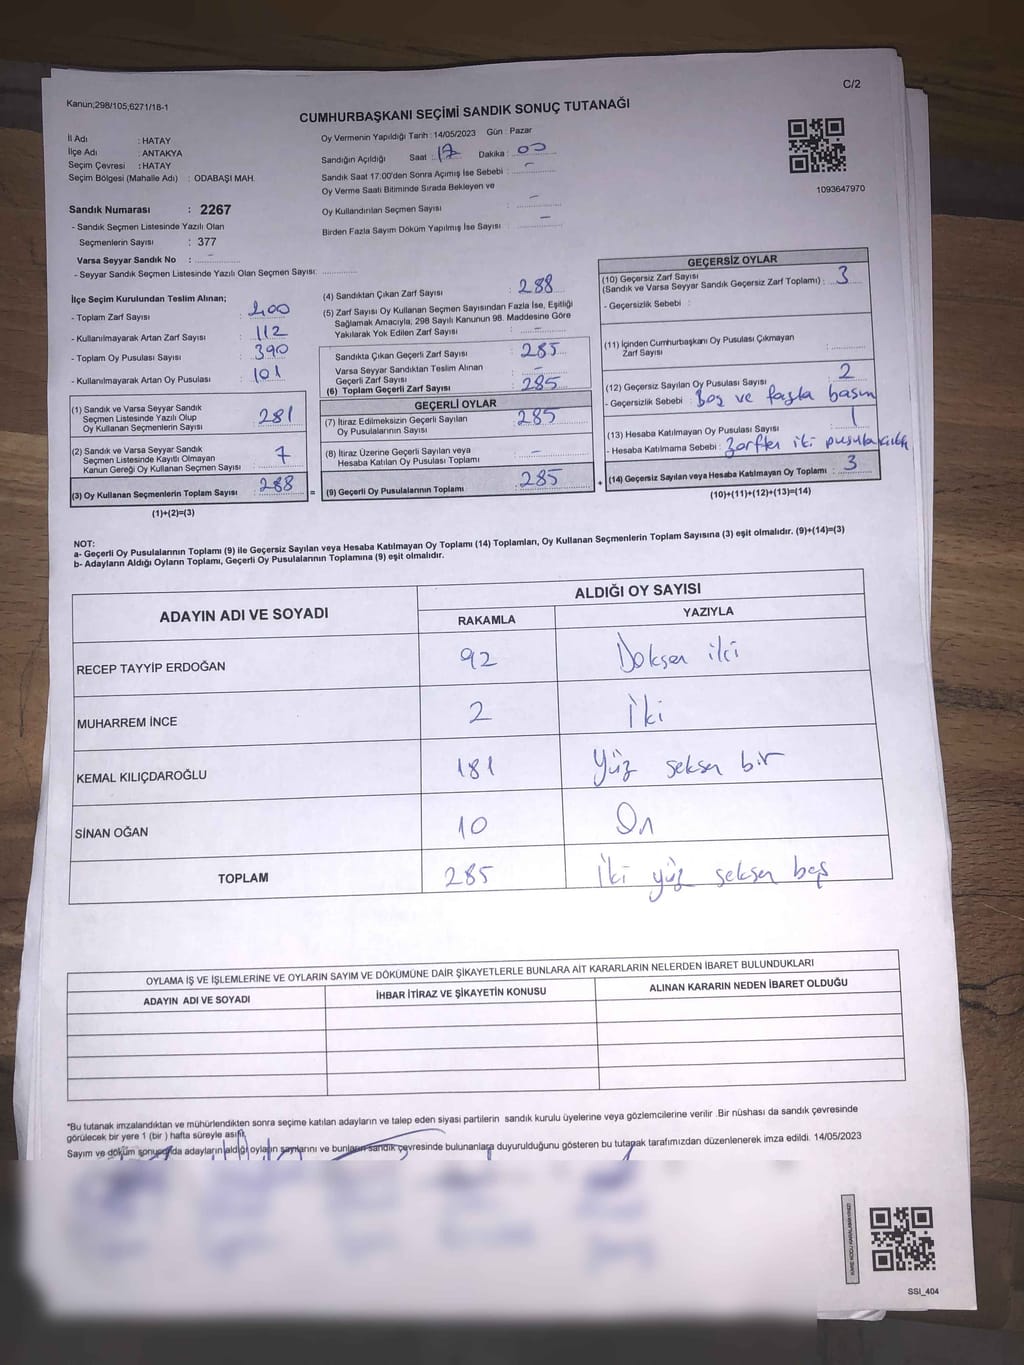 Kanun;298/105;6271/18-1
C/2
CUMHURBAŞKANI SEÇİMİ SANDIK SONUÇ TUTANAĞI
İl Adı : HATAY
İlçe Adı : ANTAKYA
Seçim Çevresi : HATAY
Seçim Bölgesi (Mahalle Adı) : ODABAŞI MAH.
Oy Vermenin Yapıldığı Tarih : 14/05/2023 Gün : Pazar
Sandığın Açıldığı Saat : 17 Dakika : 00
Sandık Saat 17:00'den Sonra Açımış İse Sebebi : –
Oy Verme Saati Bitiminde Sırada Bekleyen ve
Oy Kullandırılan Seçmen Sayısı –
Birden Fazla Sayım Döküm Yapılmış İse Sayısı : –
1093647970
Sandık Numarası : 2267
- Sandık Seçmen Listesinde Yazılı Olan
Seçmenlerin Sayısı : 377
Varsa Seyyar Sandık No : –
- Seyyar Sandık Seçmen Listesinde Yazılı Olan Seçmen Sayısı:
İlçe Seçim Kurulundan Teslim Alınan;
- Toplam Zarf Sayısı : 400
- Kullanılmayarak Artan Zarf Sayısı : 112
- Toplam Oy Pusulası Sayısı : 390
- Kullanılmayarak Artan Oy Pusulası : 101
(1) Sandık ve Varsa Seyyar Sandık
Seçmen Listesinde Yazılı Olup
Oy Kullanan Seçmenlerin Sayısı : 281
(2) Sandık ve Varsa Seyyar Sandık
Seçmen Listesinde Kayıtlı Olmayan
Kanun Gereği Oy Kullanan Seçmen Sayısı : 7
(3) Oy Kullanan Seçmenlerin Toplam Sayısı : 288
(1)+(2)=(3)
(4) Sandıktan Çıkan Zarf Sayısı : 288
(5) Zarf Sayısı Oy Kullanan Seçmen Sayısından Fazla İse, Eşitliği
Sağlamak Amacıyla, 298 Sayılı Kanunun 98. Maddesine Göre
Yakılarak Yok Edilen Zarf Sayısı : –
Sandıkta Çıkan Geçerli Zarf Sayısı : 285
Varsa Seyyar Sandıktan Teslim Alınan
Geçerli Zarf Sayısı : –
(6) Toplam Geçerli Zarf Sayısı : 285
GEÇERLİ OYLAR
(7) İtiraz Edilmeksizin Geçerli Sayılan
Oy Pusulalarının Sayısı : 285
(8) İtiraz Üzerine Geçerli Sayılan veya
Hesaba Katılan Oy Pusulası Toplamı : –
= (9) Geçerli Oy Pusulalarının Toplamı : 285
GEÇERSİZ OYLAR
(10) Geçersiz Zarf Sayısı
(Sandık ve Varsa Seyyar Sandık Geçersiz Zarf Toplamı) : 3
- Geçersizlik Sebebi :
(11) İçinden Cumhurbaşkanı Oy Pusulası Çıkmayan
Zarf Sayısı :
(12) Geçersiz Sayılan Oy Pusulası Sayısı : 2
- Geçersizlik Sebebi : Boş ve fazla basım
(13) Hesaba Katılmayan Oy Pusulası Sayısı : 1
- Hesaba Katılmama Sebebi : Zarftan iki pusula
+ (14) Geçersiz Sayılan veya Hesaba Katılmayan Oy Toplamı : 3
(10)+(11)+(12)+(13)=(14)
NOT:
a- Geçerli Oy Pusulalarının Toplamı (9) ile Geçersiz Sayılan veya Hesaba Katılmayan Oy Toplamı (14) Toplamları, Oy Kullanan Seçmenlerin Toplam Sayısına (3) eşit olmalıdır. (9)+(14)=(3)
b- Adayların Aldığı Oyların Toplamı, Geçerli Oy Pusulalarının Toplamına (9) eşit olmalıdır.
ADAYIN ADI VE SOYADI ALDIĞI OY SAYISI
RAKAMLA YAZIYLA
RECEP TAYYİP ERDOĞAN 92 Doksan iki
MUHARREM İNCE 2 İki
KEMAL KILIÇDAROĞLU 181 Yüz seksen bir
SİNAN OĞAN 10 On
TOPLAM 285 İki yüz seksen beş
OYLAMA İŞ VE İŞLEMLERİNE VE OYLARIN SAYIM VE DÖKÜMÜNE DAİR ŞİKAYETLERLE BUNLARA AİT KARARLARIN NELERDEN İBARET BULUNDUKLARI
ADAYIN ADI VE SOYADI İHBAR İTİRAZ VE ŞİKAYETİN KONUSU ALINAN KARARIN NEDEN İBARET OLDUĞU
*Bu tutanak imzalandıktan ve mühürlendikten sonra seçime katılan adayların ve talep eden siyasi partilerin sandık kurulu üyelerine veya gözlemcilerine verilir .Bir nüshası da sandık çevresinde
görülecek bir yere 1 (bir ) hafta süreyle asılır.
Sayım ve döküm sonucunda adayların aldığı oyların sayılarını ve bunların sandık çevresinde bulunanlara duyurulduğunu gösteren bu tutanak tarafımızdan düzenlenerek imza edildi. 14/05/2023
SSI_404